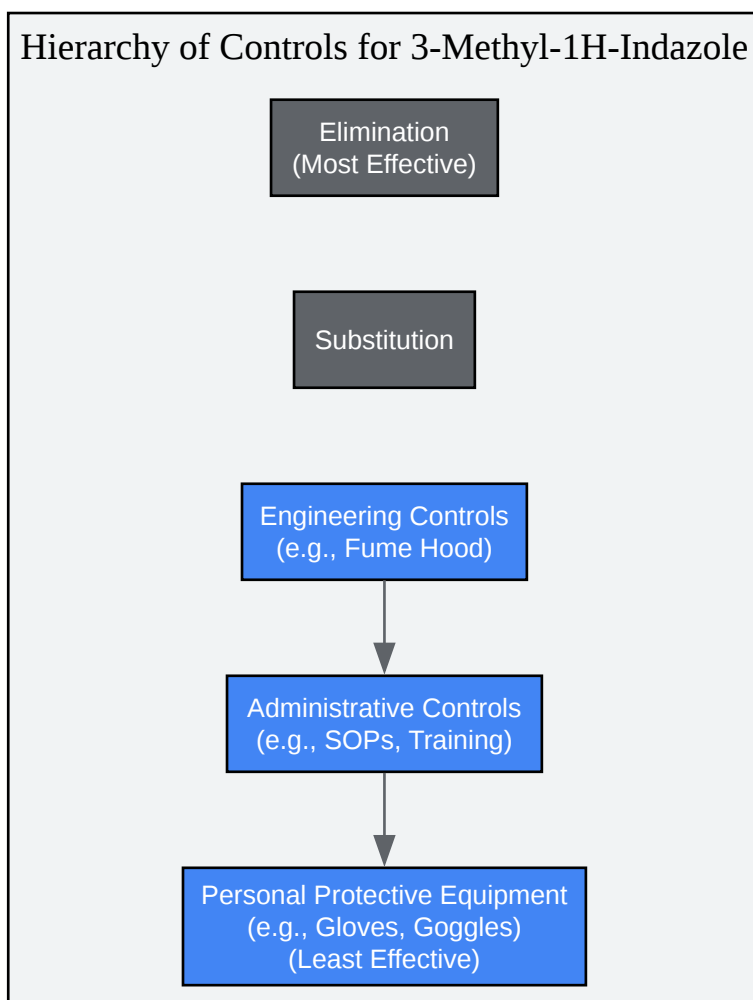 Hierarchy of Controls for 3-Methyl-1H-Indazole
Elimination
(Most Effective)
Substitution
Engineering Controls
(e.g., Fume Hood)
Administrative Controls
(e.g., SOPs, Training)
Personal Protective Equipment
(e.g., Gloves, Goggles)
(Least Effective)